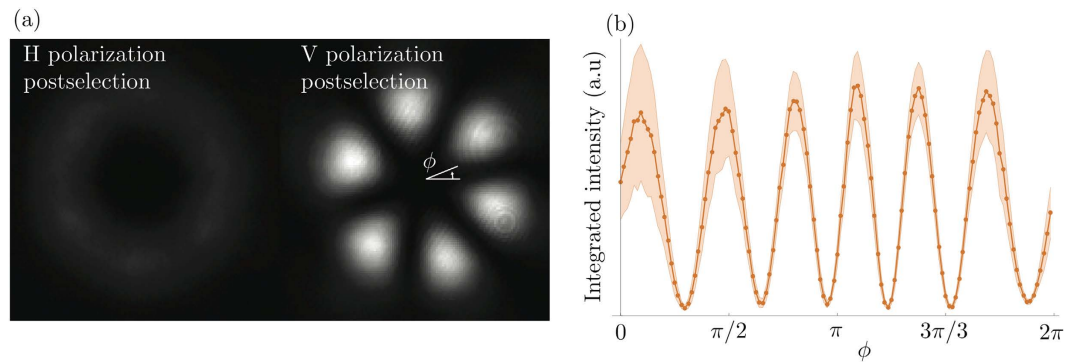 (a)
H polarization
postselection
V polarization
postselection
ϕ
(b)
Integrated intensity (a.u)
0
π/2
π
3π/3
2π
ϕ